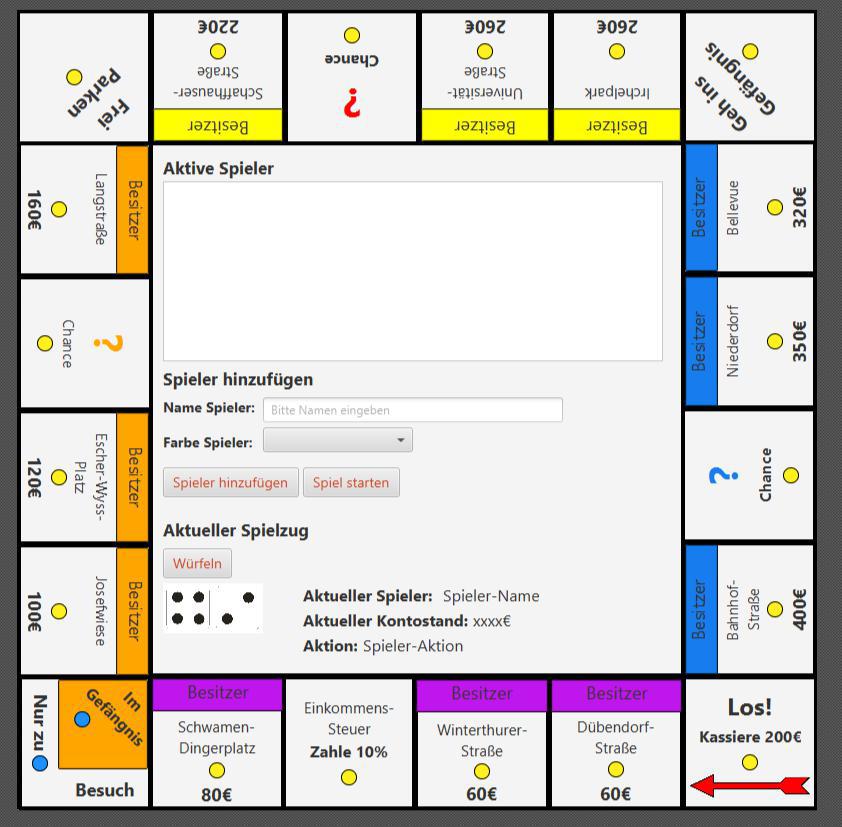 Frei
Parken
220€
Schaffhauser-
Straße
Besitzer
Chance
?
260€
Universität-
Straße
Besitzer
260€
Irchelpark
Besitzer
Geh ins
Gefängnis
160€
Langstraße
Besitzer
Chance
?
120€
Escher-Wyss-
Platz
Besitzer
100€
Josefwiese
Besitzer
Aktive Spieler
Spieler hinzufügen
Name Spieler:
Bitte Namen eingeben
Farbe Spieler:
Spieler hinzufügen
Spiel starten
Aktueller Spielzug
Würfeln
Aktueller Spieler: Spieler-Name
Aktueller Kontostand: xxxx€
Aktion: Spieler-Aktion
Besitzer
Bellevue
320€
Besitzer
Niederdorf
350€
?
Chance
Besitzer
Bahnhof-
Straße
400€
Nur zu
Im
Gefängnis
Besuch
Besitzer
Schwamen-
Dingerplatz
80€
Einkommens-
Steuer
Zahle 10%
Besitzer
Winterthurer-
Straße
60€
Besitzer
Dübendorf-
Straße
60€
Los!
Kassiere 200€